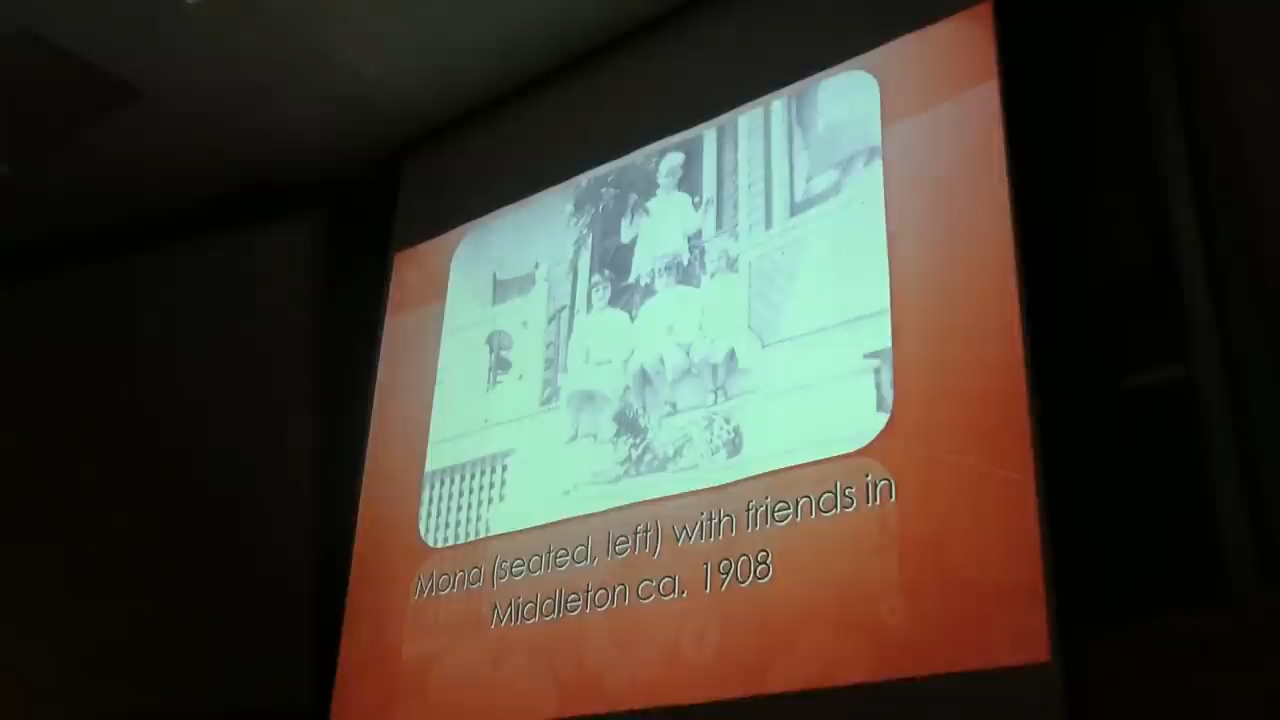 Mona (seated, left) with friends in
Middleton ca. 1908